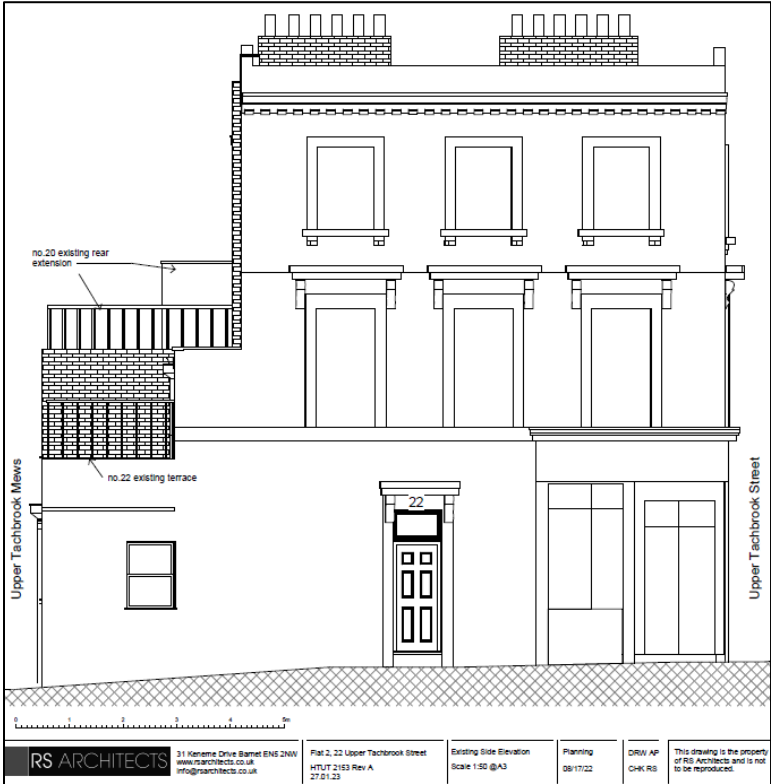 no.20 existing rear
extension
no.22 existing terrace
22
Upper Tachbrook Mews
Upper Tachbrook Street
0 1 2 3 4 5m
RS ARCHITECTS
31 Keneme Drive Barnet EN5 2NW
www.rsarchitects.co.uk
info@rsarchitects.co.uk
Flat 2, 22 Upper Tachbrook Street
HTUT 2153 Rev A
27.01.23
Existing Side Elevation
Scale 1:50 @A3
Planning
08/17/22
DRW AP
CHK RS
This drawing is the property
of RS Architects and is not
to be reproduced.